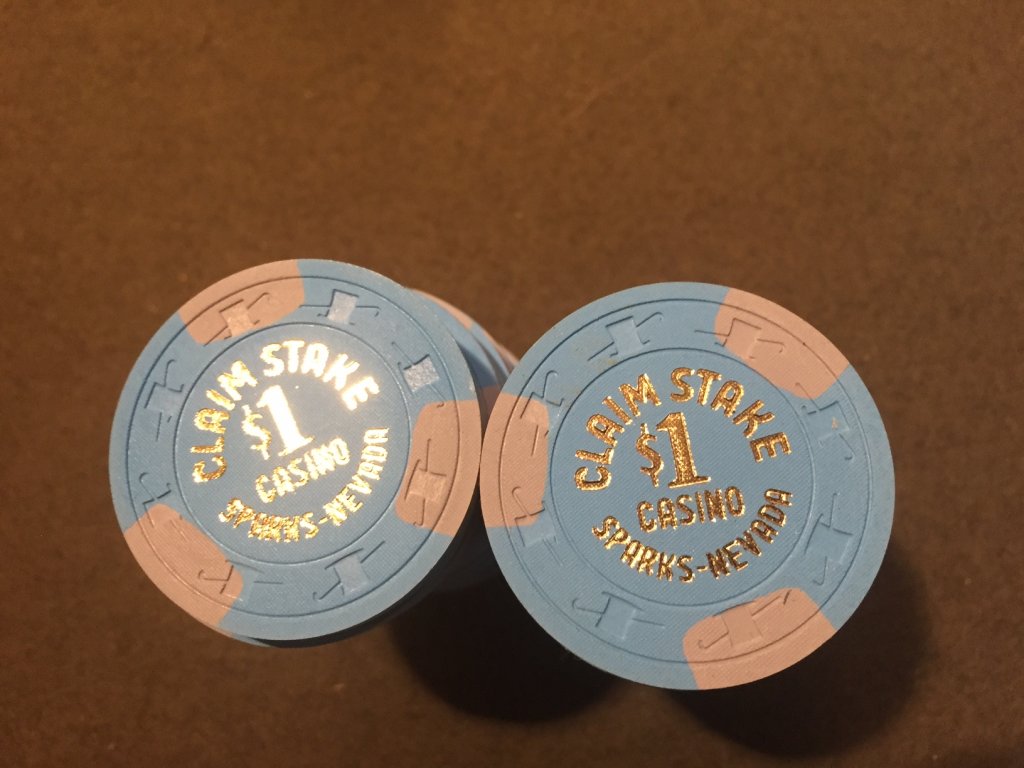 CLAIM STAKE
$1
CASINO
SPARKS-NEVADA
CLAIM STAKE
$1
CASINO
SPARKS-NEVADA